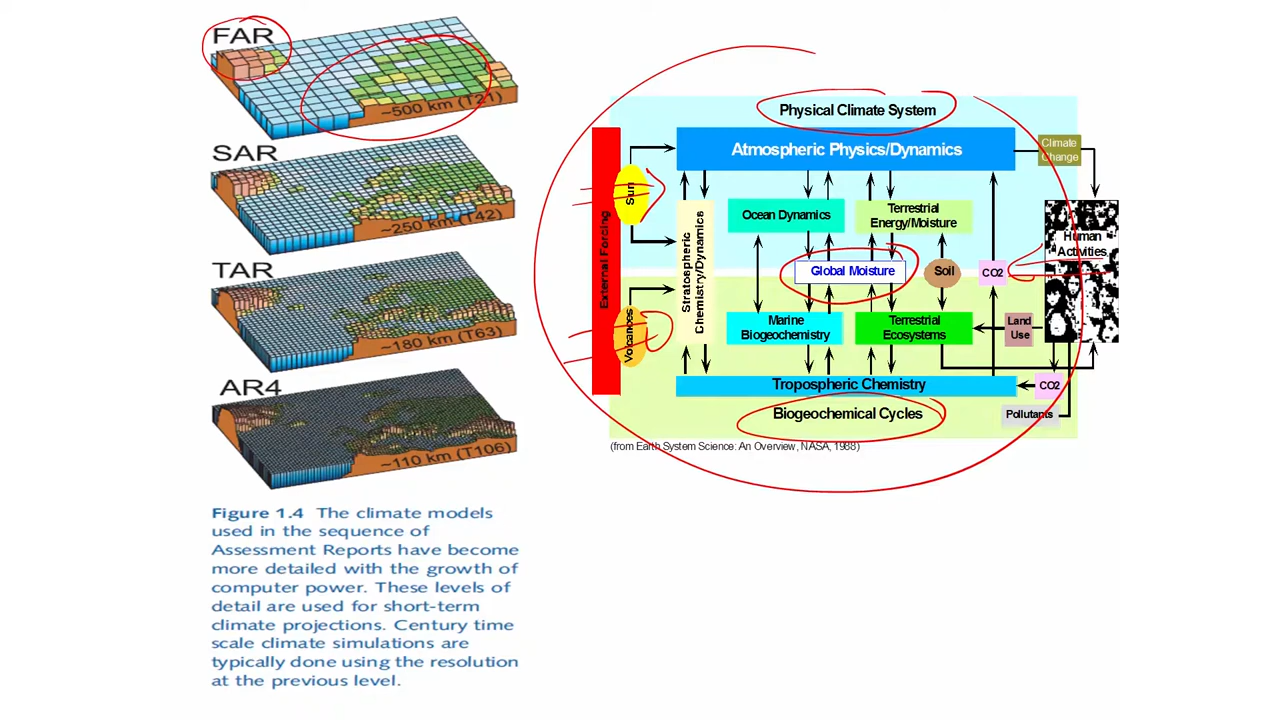 FAR
~500 km (T21)
SAR
~250 km (T42)
TAR
~180 km (T63)
AR4
~110 km (T106)
Figure 1.4 The climate models
used in the sequence of
Assessment Reports have become
more detailed with the growth of
computer power. These levels of
detail are used for short-term
climate projections. Century time
scale climate simulations are
typically done using the resolution
at the previous level.
Physical Climate System
Atmospheric Physics/Dynamics
Climate
Change
External Forcing
Sun
Volcanoes
Stratospheric
Chemistry/Dynamics
Ocean Dynamics
Terrestrial
Energy/Moisture
Global Moisture
Soil
CO2
Human
Activities
Marine
Biogeochemistry
Terrestrial
Ecosystems
Land
Use
Tropospheric Chemistry
CO2
Biogeochemical Cycles
Pollutants
(from Earth System Science: An Overview, NASA, 1988)